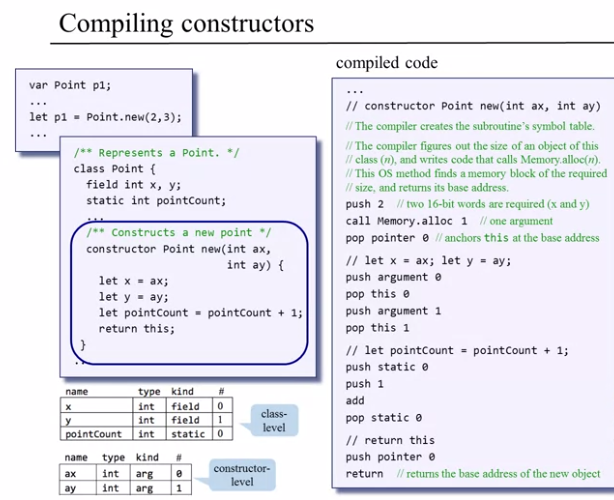 Compiling constructors
var Point p1;
...
let p1 = Point.new(2,3);
...
/** Represents a Point. */
class Point {
field int x, y;
static int pointCount;
...
/** Constructs a new point */
constructor Point new(int ax,
int ay) {
let x = ax;
let y = ay;
let pointCount = pointCount + 1;
return this;
}
...
name type kind #
x int field 0
y int field 1
pointCount int static 0
class-
level
name type kind #
ax int arg 0
ay int arg 1
constructor-
level
compiled code
...
// constructor Point new(int ax, int ay)
// The compiler creates the subroutine's symbol table.
// The compiler figures out the size of an object of this
// class (n), and writes code that calls Memory.alloc(n).
// This OS method finds a memory block of the required
// size, and returns its base address.
push 2 // two 16-bit words are required (x and y)
call Memory.alloc 1 // one argument
pop pointer 0 // anchors this at the base address
// let x = ax; let y = ay;
push argument 0
pop this 0
push argument 1
pop this 1
// let pointCount = pointCount + 1;
push static 0
push 1
add
pop static 0
// return this
push pointer 0
return // returns the base address of the new object